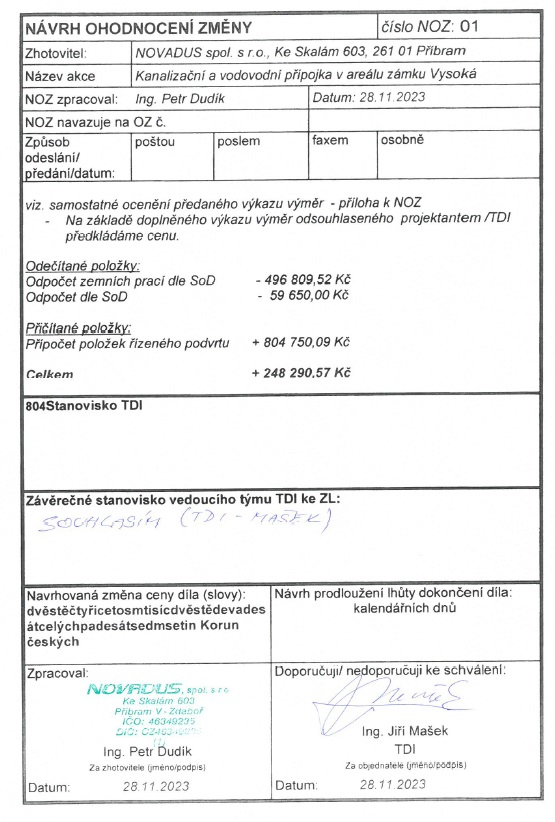 NÁVRH OHODNOCENÍ ZMĚNY
číslo NOZ: 01
Zhotovitel:
NOVADUS spol. s r.o., Ke Skalám 603, 261 01 Příbram
Název akce
Kanalizační a vodovodní přípojka v areálu zámku Vysoká
NOZ zpracoval:
Ing. Petr Dudík
Datum: 28.11.2023
NOZ navazuje na OZ č.
Způsob odeslání/ předání/datum:
poštou
poslem
faxem
osobně
viz. samostatné ocenění předaného výkazu výměr - příloha k NOZ
- Na základě doplněného výkazu výměr odsouhlaseného projektantem /TDI
předkládáme cenu.
Odečítané položky:
Odpočet zemních prací dle SoD - 496 809,52 Kč
Odpočet dle SoD - 59 650,00 Kč
Přičítané položky:
Připočet položek řízeného podvrtu + 804 750,09 Kč
Celkem + 248 290,57 Kč
804Stanovisko TDI
Závěrečné stanovisko vedoucího týmu TDI ke ZL:
SOUHLASÍM (TDI - MAŠEK)
Navrhovaná změna ceny díla (slovy):
dvěstěčtyřicetosmtisícdvěstědevades
átcelýchpadesátsedmsetin Korun
českých
Návrh prodloužení lhůty dokončení díla:
kalendářních dnů
Zpracoval:
NOVADUS, spol. s r.o.
Ke Skalám 603
Příbram V - Zdaboř
IČO: 46349235
Ing. Petr Dudík
Za zhotovitele (jméno/podpis)
Datum: 28.11.2023
Doporučuji/ nedoporučuji ke schválení:
Ing. Jiří Mašek
TDI
Za objednatele (jméno/podpis)
Datum: 28.11.2023